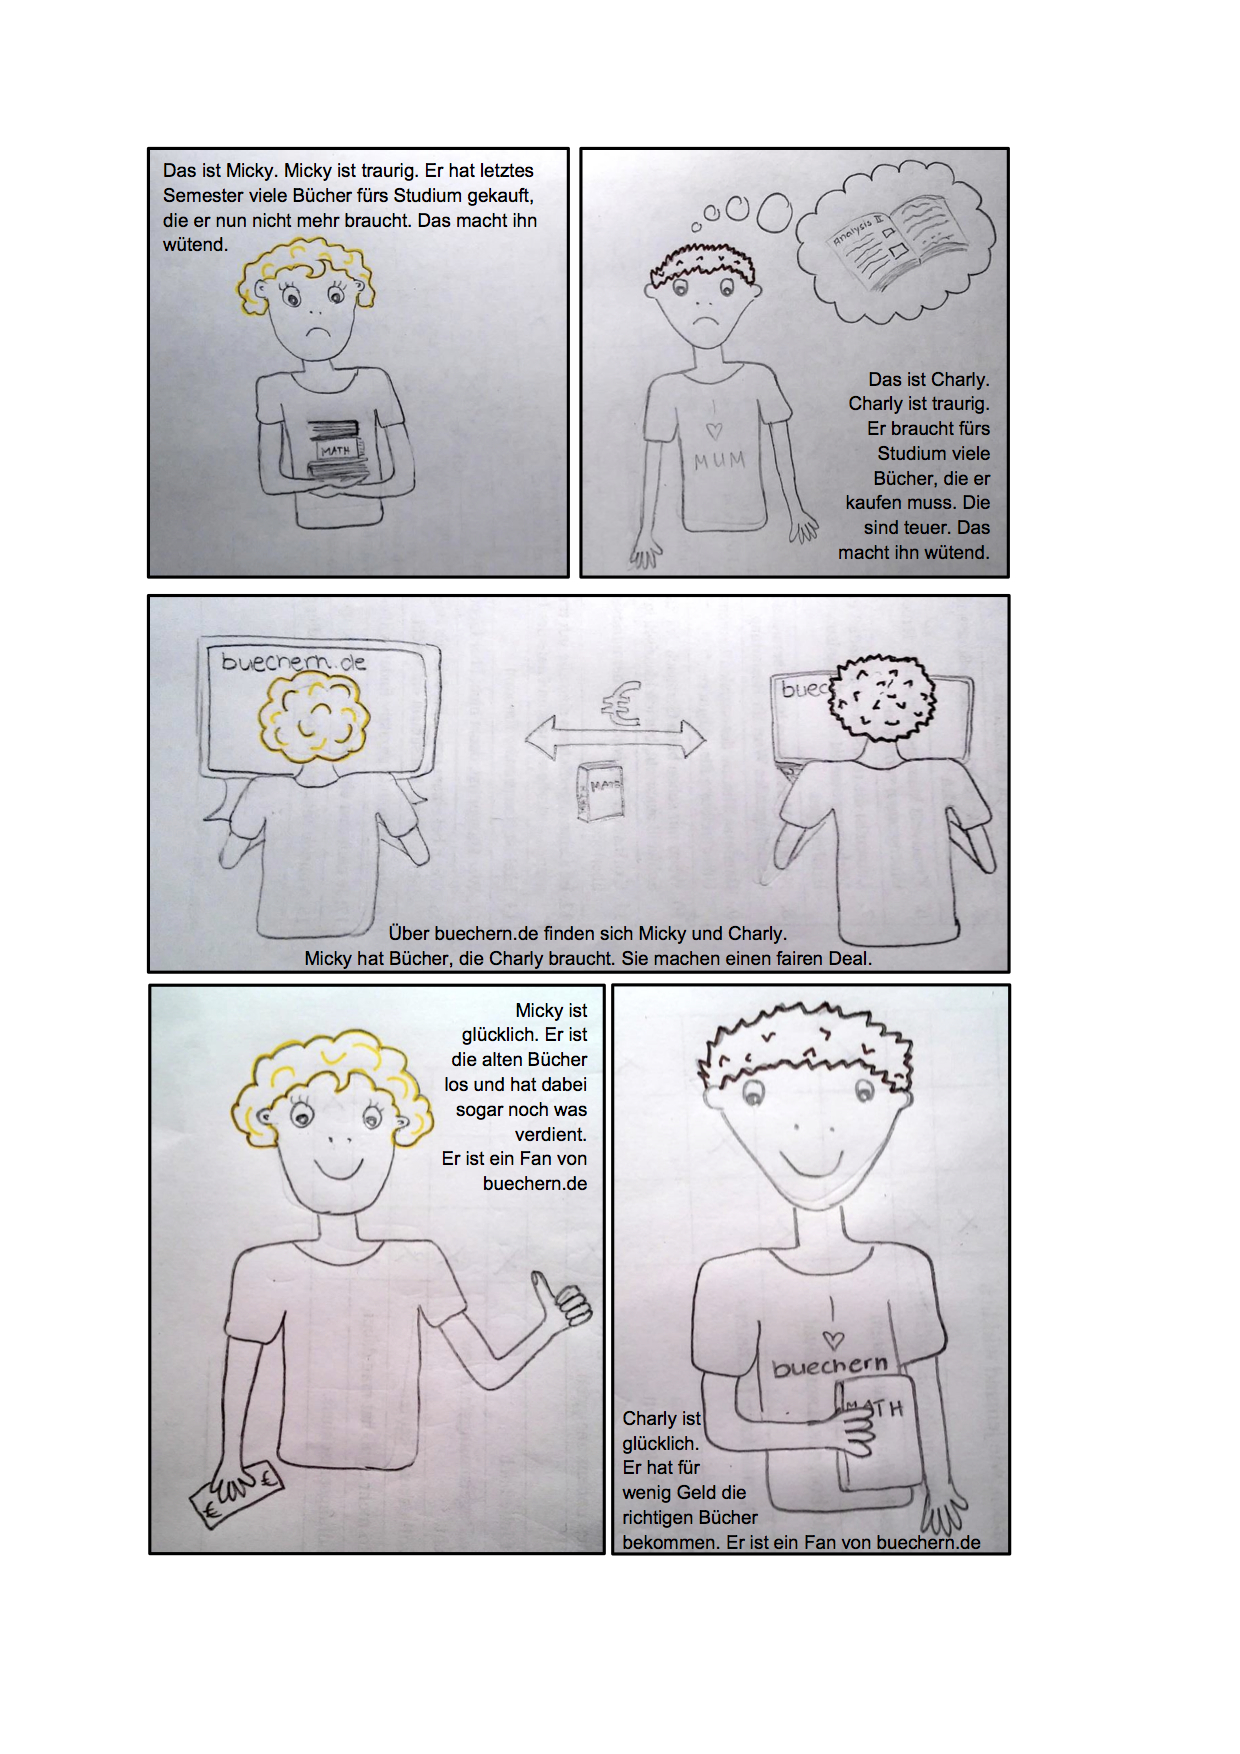 Das ist Micky. Micky ist traurig. Er hat letztes
Semester viele Bücher fürs Studium gekauft,
die er nun nicht mehr braucht. Das macht ihn
wütend.
MATH
Analysis II
I
♡
MUM
Das ist Charly.
Charly ist traurig.
Er braucht fürs
Studium viele
Bücher, die er
kaufen muss. Die
sind teuer. Das
macht ihn wütend.
buechern.de
€
MATH
buec
Über buechern.de finden sich Micky und Charly.
Micky hat Bücher, die Charly braucht. Sie machen einen fairen Deal.
Micky ist
glücklich. Er ist
die alten Bücher
los und hat dabei
sogar noch was
verdient.
Er ist ein Fan von
buechern.de
€ €
I
♡
buechern
MATH
Charly ist
glücklich.
Er hat für
wenig Geld die
richtigen Bücher
bekommen. Er ist ein Fan von buechern.de